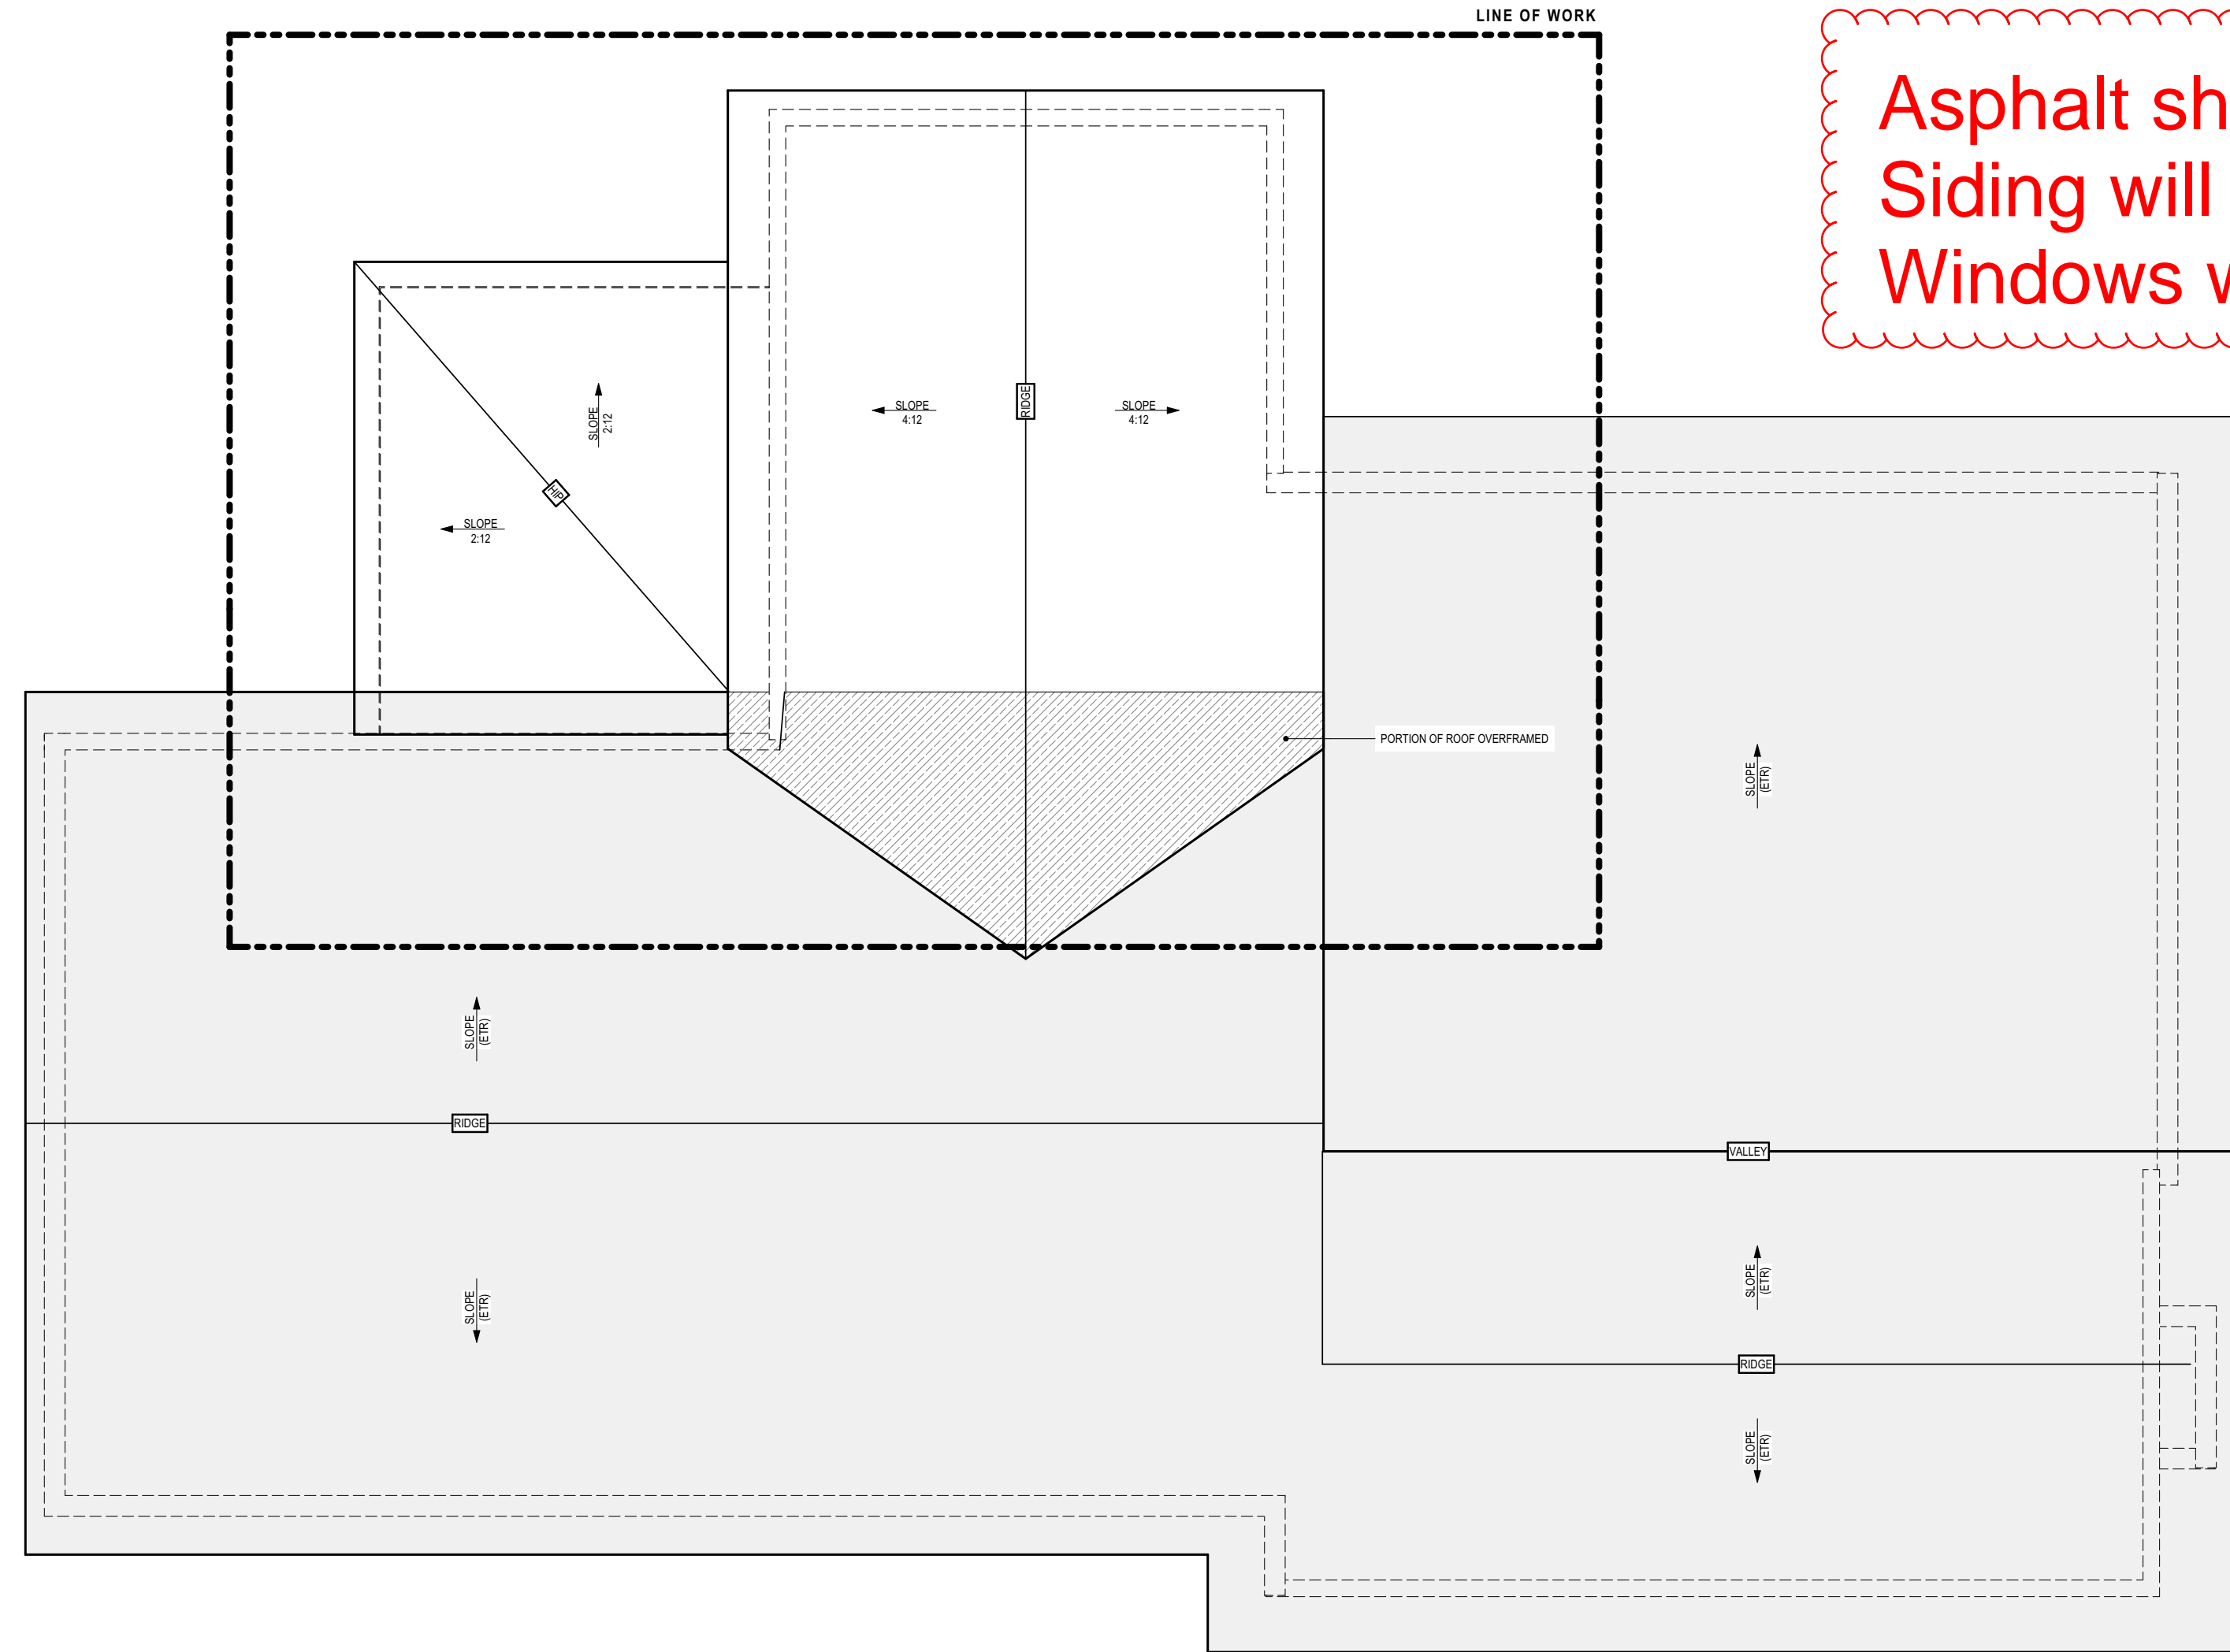 LINE OF WORK
Asphalt sh
Siding will
Windows w
RIDGE
SLOPE
4:12
SLOPE
4:12
SLOPE
2:12
HIP
SLOPE
2:12
PORTION OF ROOF OVERFRAMED
SLOPE
(ETR)
SLOPE
(ETR)
RIDGE
VALLEY
SLOPE
(ETR)
SLOPE
(ETR)
RIDGE
SLOPE
(ETR)